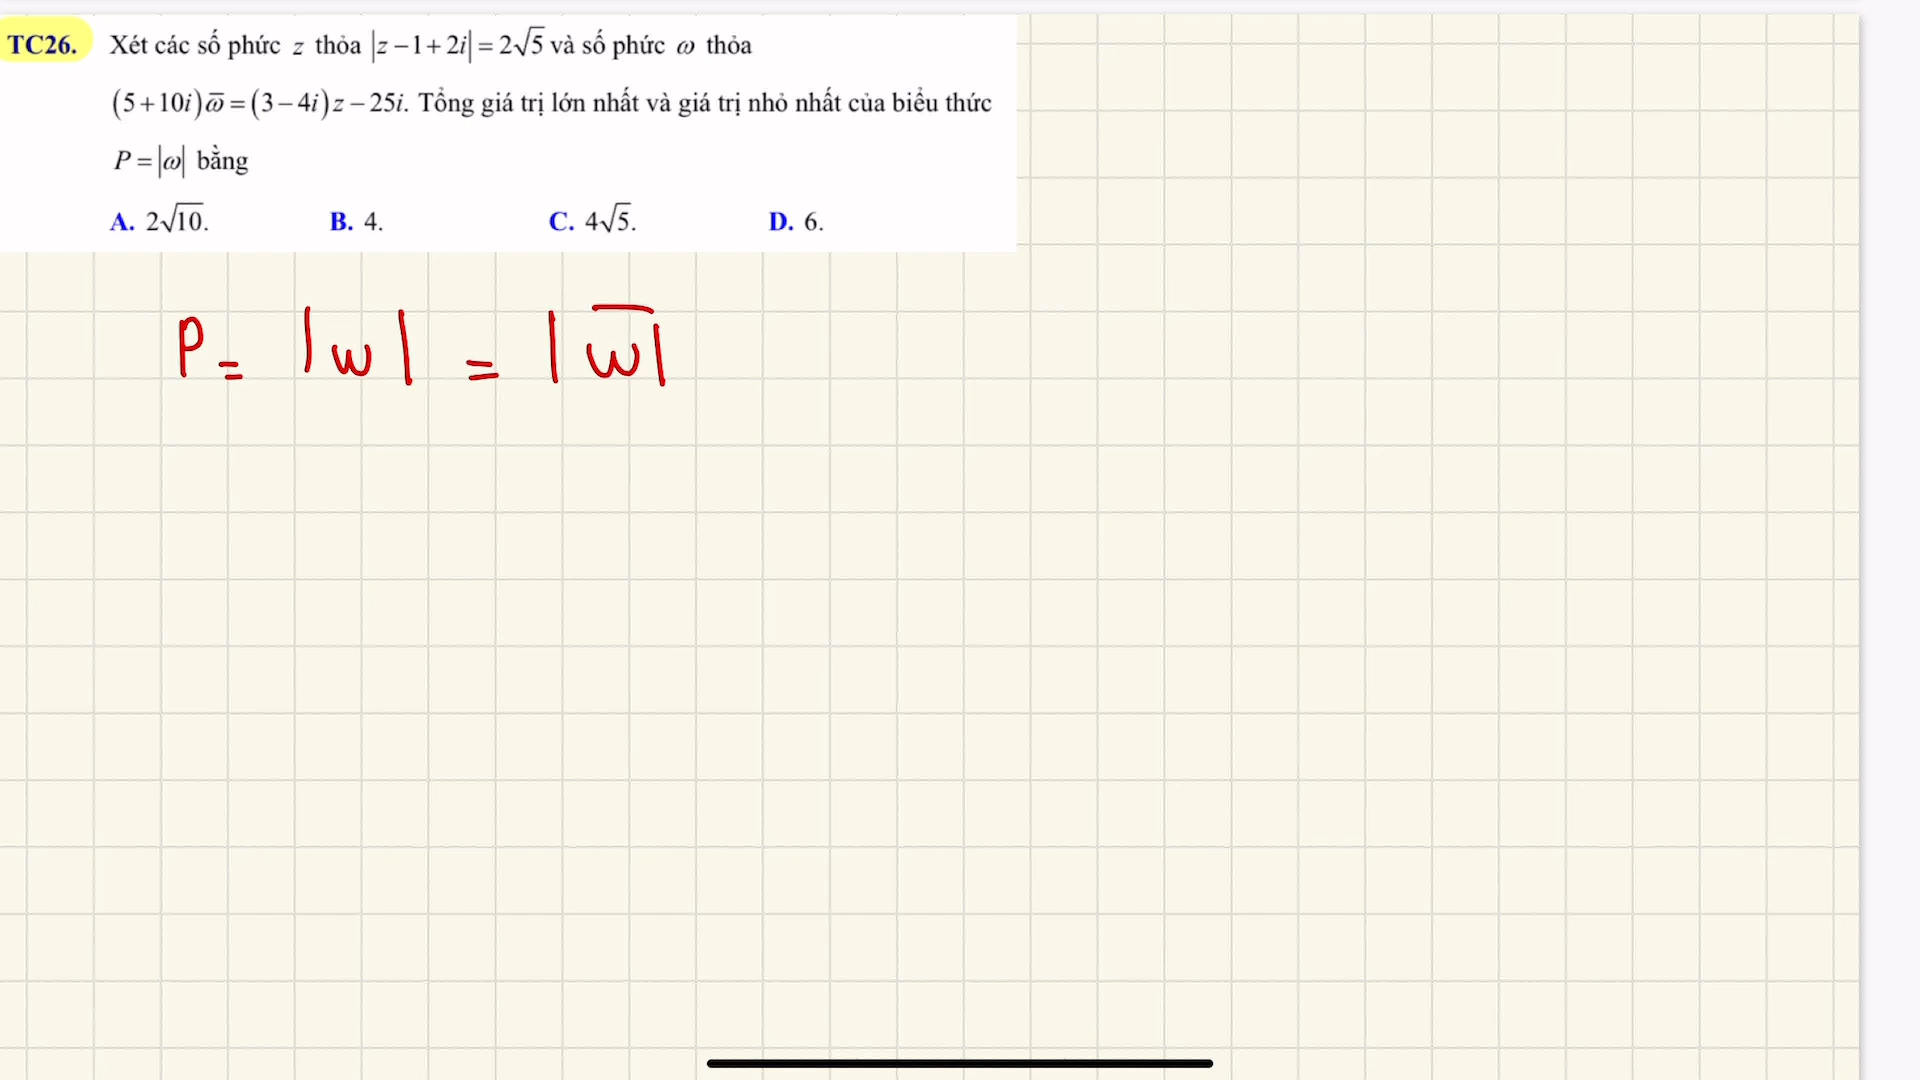 TC26. Xét các số phức z thỏa |z − 1 + 2i| = 2√5 và số phức ω thỏa
(5 + 10i)ω̅ = (3 − 4i)z − 25i. Tổng giá trị lớn nhất và giá trị nhỏ nhất của biểu thức
P = |ω| bằng
A. 2√10. B. 4. C. 4√5. D. 6.
P = |w| = |w̅|